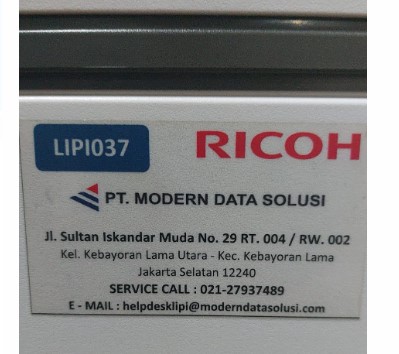 LIPI037
RICOH
PT. MODERN DATA SOLUSI
Jl. Sultan Iskandar Muda No. 29 RT. 004 / RW. 002
Kel. Kebayoran Lama Utara - Kec. Kebayoran Lama
Jakarta Selatan 12240
SERVICE CALL : 021-27937489
E - MAIL : helpdesklipi@moderndatasolusi.com